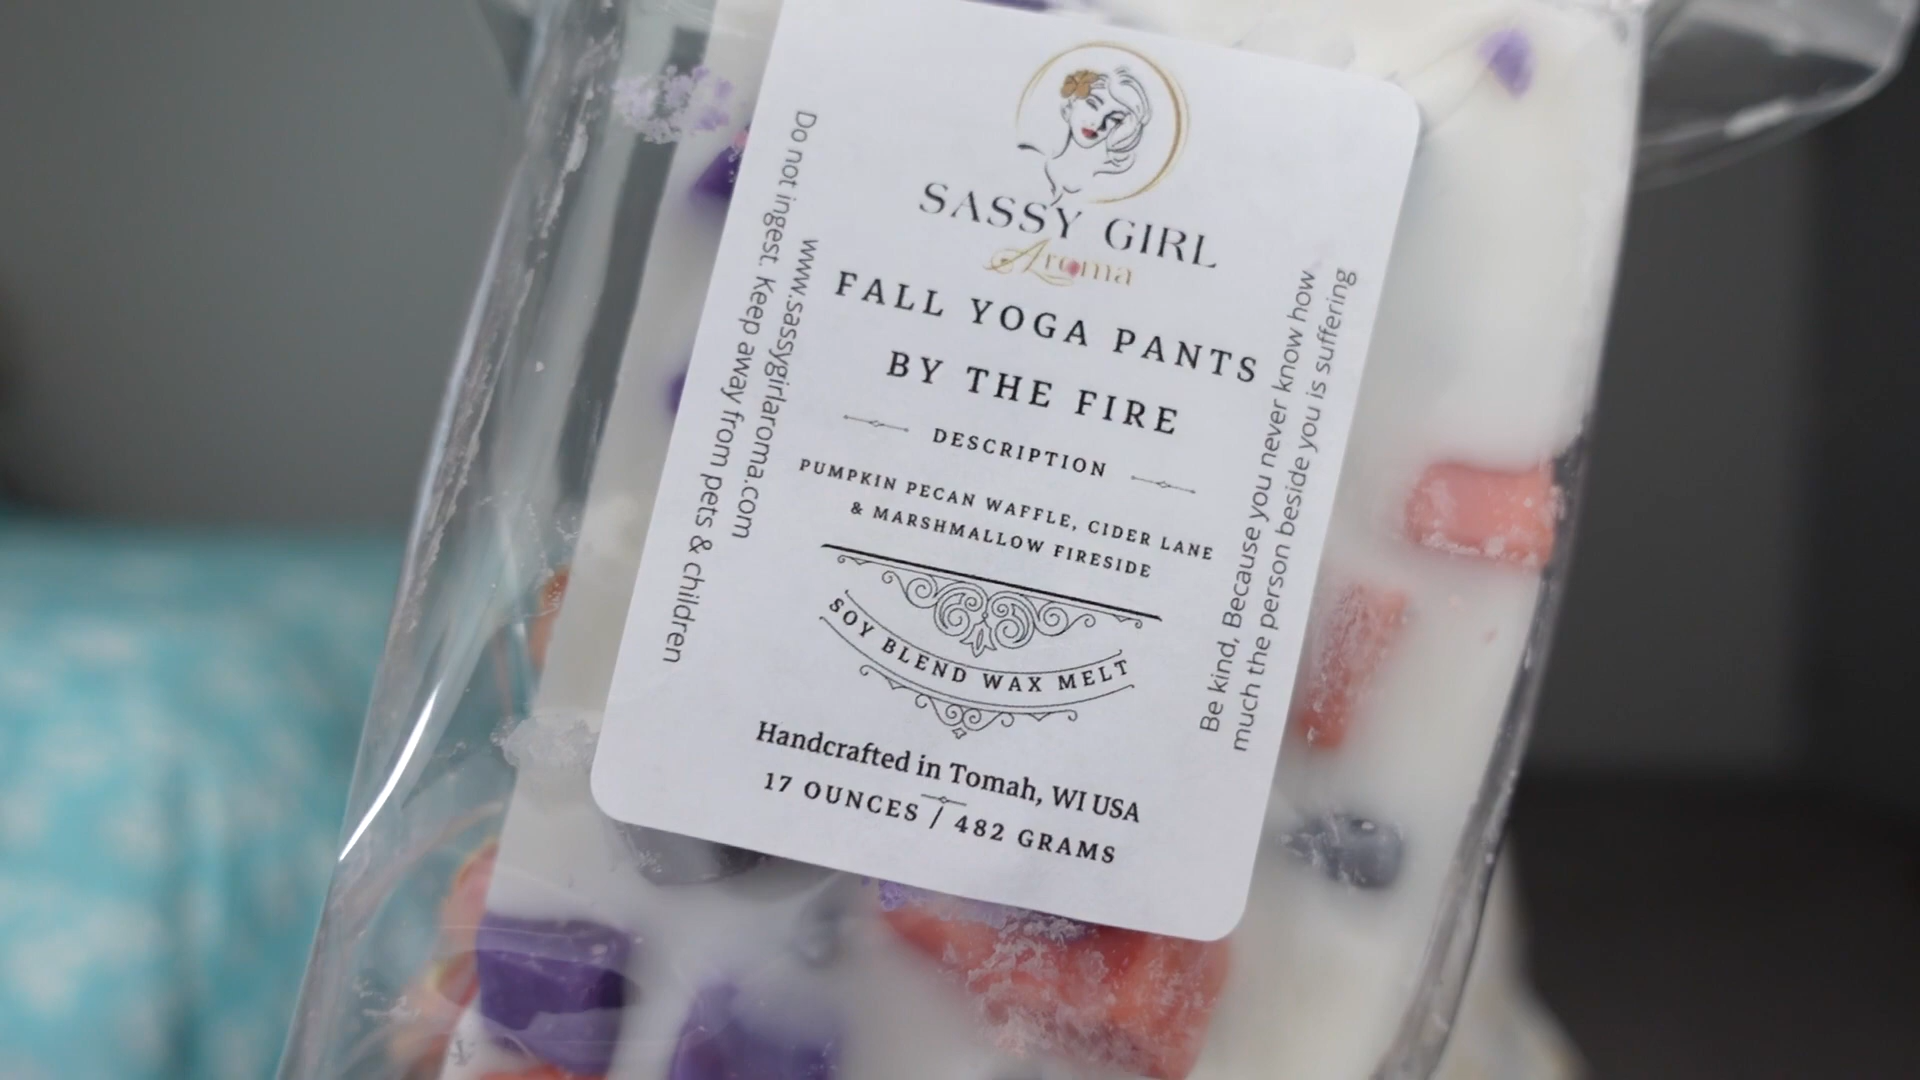 SASSY GIRL
Aroma
FALL YOGA PANTS
BY THE FIRE
DESCRIPTION
PUMPKIN PECAN WAFFLE, CIDER LANE
& MARSHMALLOW FIRESIDE
SOY BLEND WAX MELT
Handcrafted in Tomah, WI USA
17 OUNCES / 482 GRAMS
www.sassygirlaroma.com
Do not ingest. Keep away from pets & children
Be kind, Because you never know how
much the person beside you is suffering